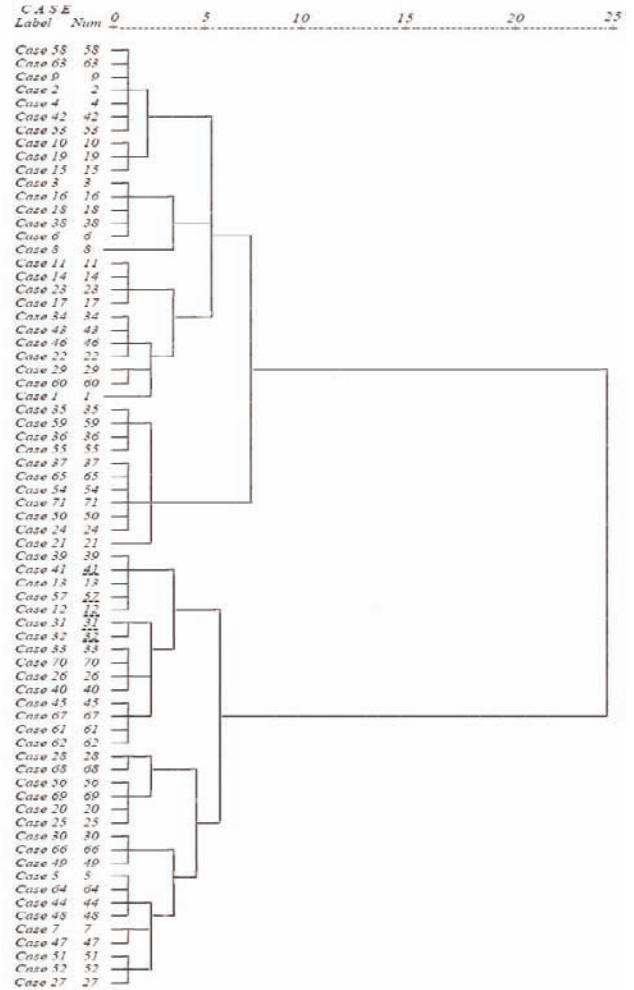 C A S E 0 5 10 15 20 25
Label Num
Case 58 58
Case 63 63
Case 9 9
Case 2 2
Case 4 4
Case 42 42
Case 53 53
Case 10 10
Case 19 19
Case 15 15
Case 3 3
Case 16 16
Case 18 18
Case 38 38
Case 6 6
Case 8 8
Case 11 11
Case 14 14
Case 23 23
Case 17 17
Case 34 34
Case 43 43
Case 46 46
Case 22 22
Case 29 29
Case 60 60
Case 1 1
Case 35 35
Case 59 59
Case 36 36
Case 55 55
Case 37 37
Case 65 65
Case 54 54
Case 71 71
Case 50 50
Case 24 24
Case 21 21
Case 39 39
Case 41 41
Case 13 13
Case 57 57
Case 12 12
Case 31 31
Case 32 32
Case 33 33
Case 70 70
Case 26 26
Case 40 40
Case 45 45
Case 67 67
Case 61 61
Case 62 62
Case 28 28
Case 68 68
Case 56 56
Case 69 69
Case 20 20
Case 25 25
Case 30 30
Case 66 66
Case 49 49
Case 5 5
Case 64 64
Case 44 44
Case 48 48
Case 7 7
Case 47 47
Case 51 51
Case 52 52
Case 27 27